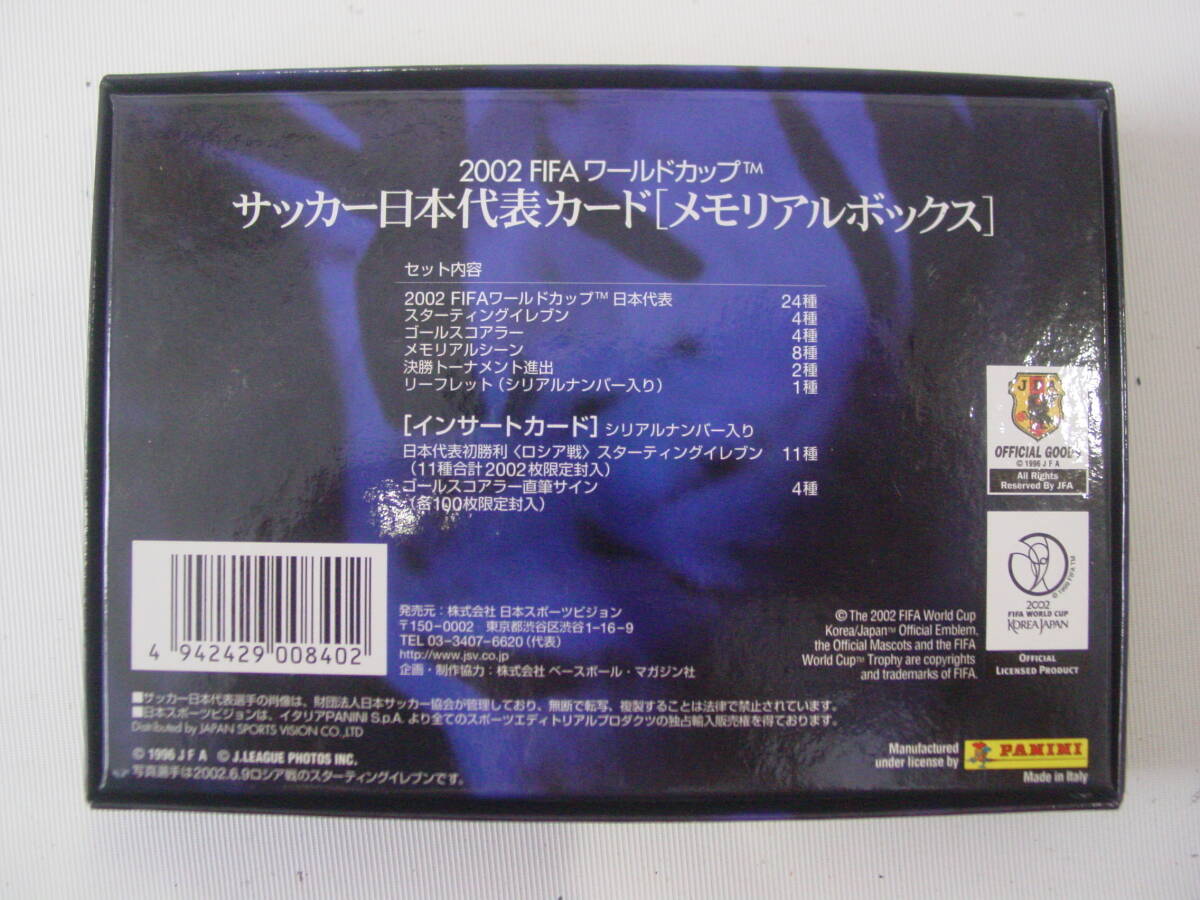 2002 FIFA ワールドカップ™
サッカー日本代表カード[メモリアルボックス]
セット内容
2002 FIFAワールドカップ™ 日本代表 24種
スターティングイレブン 4種
ゴールスコアラー 4種
メモリアルシーン 8種
決勝トーナメント進出 2種
リーフレット(シリアルナンバー入り) 1種
[インサートカード] シリアルナンバー入り
日本代表初勝利〈ロシア戦〉スターティングイレブン 11種
(11種合計2002枚限定封入)
ゴールスコアラー直筆サイン 4種
(各100枚限定封入)
JFA
OFFICIAL GOODS
© 1996 J F A
All Rights
Reserved By JFA
© 1999 FIFA TM
2002
FIFA WORLD CUP
KOREA JAPAN
OFFICIAL
LICENSED PRODUCT
4 942429 008402
発売元:株式会社 日本スポーツビジョン
〒150-0002 東京都渋谷区渋谷1-16-9
TEL 03-3407-6620(代表)
http://www.jsv.co.jp
企画・制作協力:株式会社 ベースボール・マガジン社
© The 2002 FIFA World Cup
Korea/Japan™ Official Emblem,
the Official Mascots and the FIFA
World Cup™ Trophy are copyrights
and trademarks of FIFA.
■サッカー日本代表選手の肖像は、財団法人日本サッカー協会が管理しており、無断で転写、複製することは法律で禁止されています。
■日本スポーツビジョンは、イタリアPANINI S.p.A. より全てのスポーツエディトリアルプロダクツの独占輸入販売権を得ております。
Distributed by JAPAN SPORTS VISION CO.,LTD
© 1996 J F A © J.LEAGUE PHOTOS INC.
写真選手は2002.6.9ロシア戦のスターティングイレブンです。
Manufactured
under license by
PANINI
Made in Italy